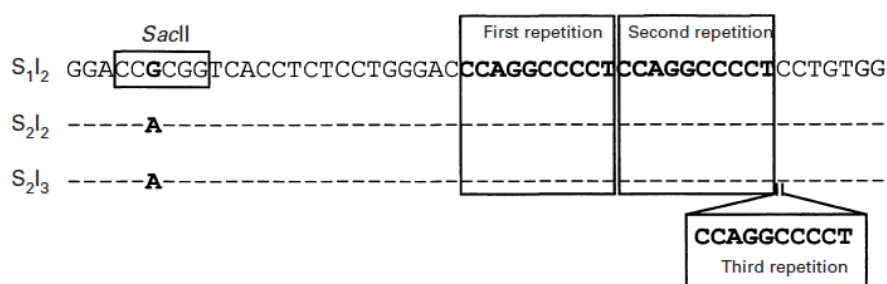 SacII
First repetition Second repetition
S₁I₂ GGACCGCGGTCACCTCTCCTGGGACCCAGGCCCCTCCAGGCCCCTCCTGTGG
S₂I₂ A
S₂I₃ A
CCAGGCCCCT
Third repetition